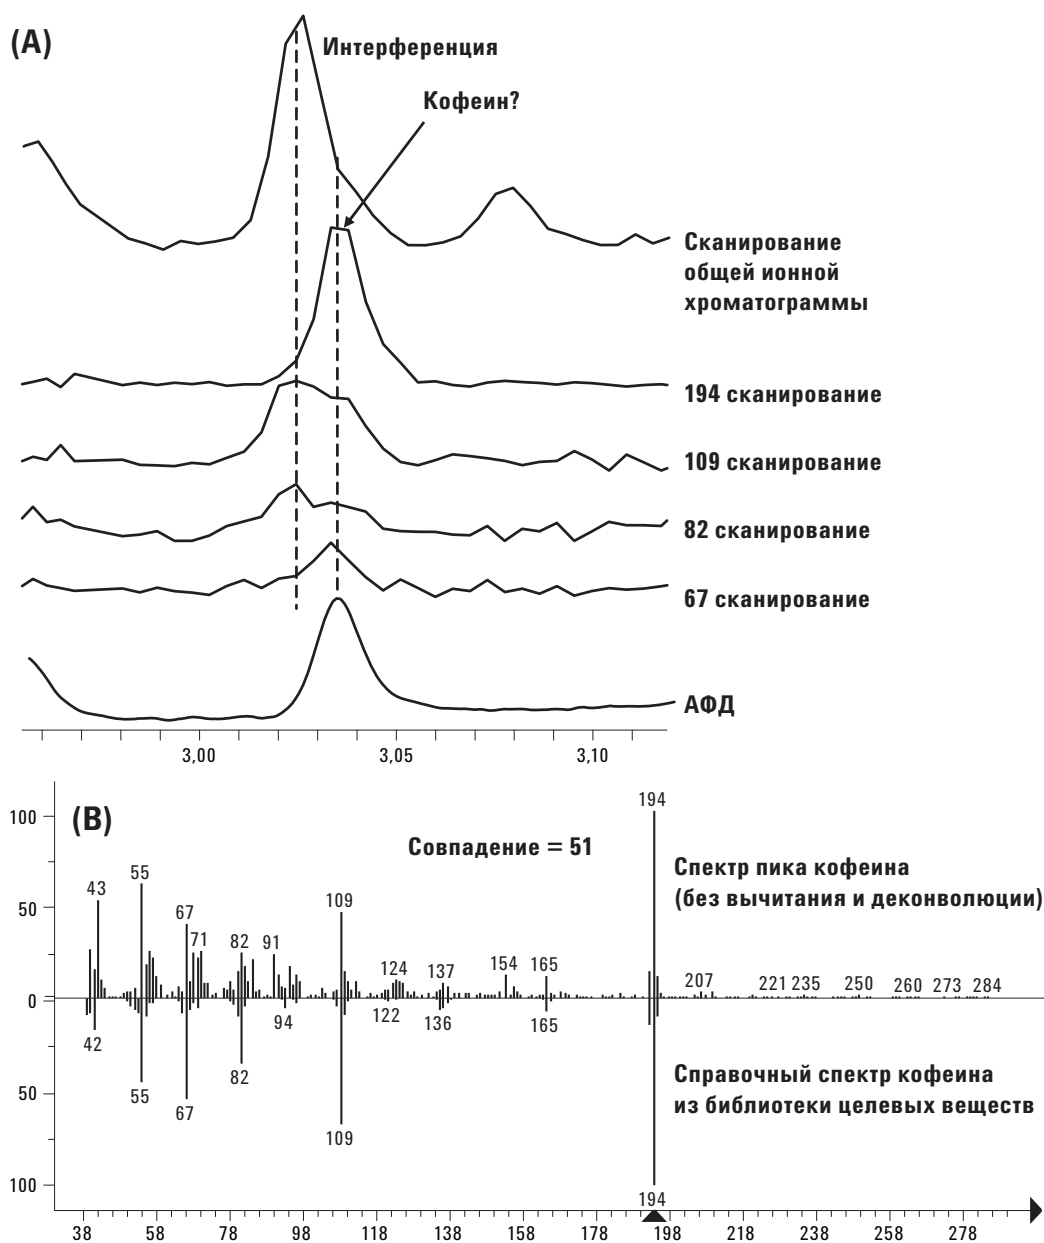 (A)
Интерференция
Кофеин?
Сканирование
общей ионной
хроматограммы
194 сканирование
109 сканирование
82 сканирование
67 сканирование
АФД
3,00 3,05 3,10
(B)
Совпадение = 51
Спектр пика кофеина
(без вычитания и деконволюции)
100
50
0
50
100
194
43 55 67 71 82 91 109 124 137 154 165 207 221 235 250 260 273 284
42 55 67 82 94 109 122 136 165
Справочный спектр кофеина
из библиотеки целевых веществ
194
38 58 78 98 118 138 158 178 198 218 238 258 278